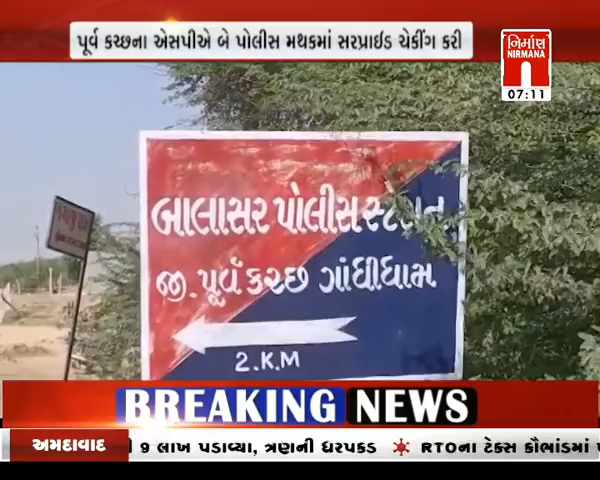 પૂર્વ કચ્છના એસપીએ બે પોલીસ મથકમાં સરપ્રાઈડ ચેકીંગ કરી
નિર્માણ
NIRMANA
07:11
બાલાસર પોલીસ સ્ટેશન
જી. પૂર્વ કચ્છ ગાંધીધામ
2.K.M
BREAKING NEWS
અમદાવાદ
9 લાખ પડાવ્યા, ત્રણની ધરપકડ
RTOના ટેક્સ કૌભાંડમાં